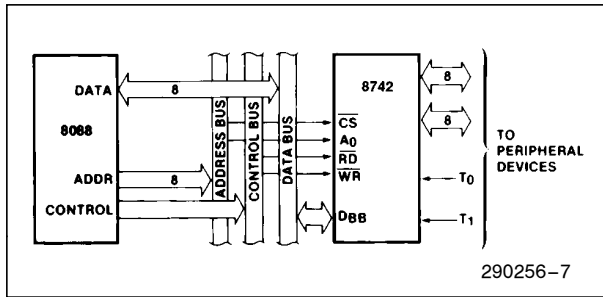 DATA
8
8088
ADDR
8
CONTROL
ADDRESS BUS
CONTROL BUS
DATA BUS
8742
CS
A0
RD
WR
DBB
8
8
T0
T1
TO
PERIPHERAL
DEVICES
290256-7